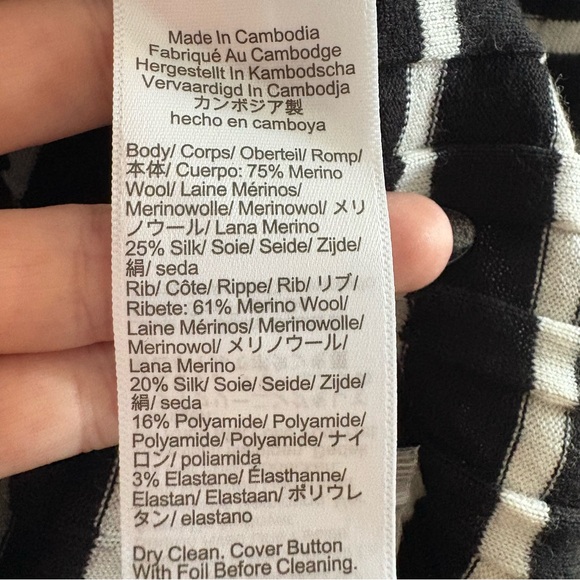 Made In Cambodia
Fabriqué Au Cambodge
Hergestellt In Kambodscha
Vervaardigd In Cambodja
カンボジア製
hecho en camboya
Body/ Corps/ Oberteil/ Romp/
本体/ Cuerpo: 75% Merino
Wool/ Laine Mérinos/
Merinowolle/ Merinowol/ メリ
ノウール/ Lana Merino
25% Silk/ Soie/ Seide/ Zijde/
絹/ seda
Rib/ Côte/ Rippe/ Rib/ リブ/
Ribete: 61% Merino Wool/
Laine Mérinos/ Merinowolle/
Merinowol/ メリノウール/
Lana Merino
20% Silk/ Soie/ Seide/ Zijde/
絹/ seda
16% Polyamide/ Polyamide/
Polyamide/ Polyamide/ ナイ
ロン/ poliamida
3% Elastane/ Élasthanne/
Elastan/ Elastaan/ ポリウレ
タン/ elastano
Dry Clean. Cover Button
With Foil Before Cleaning.